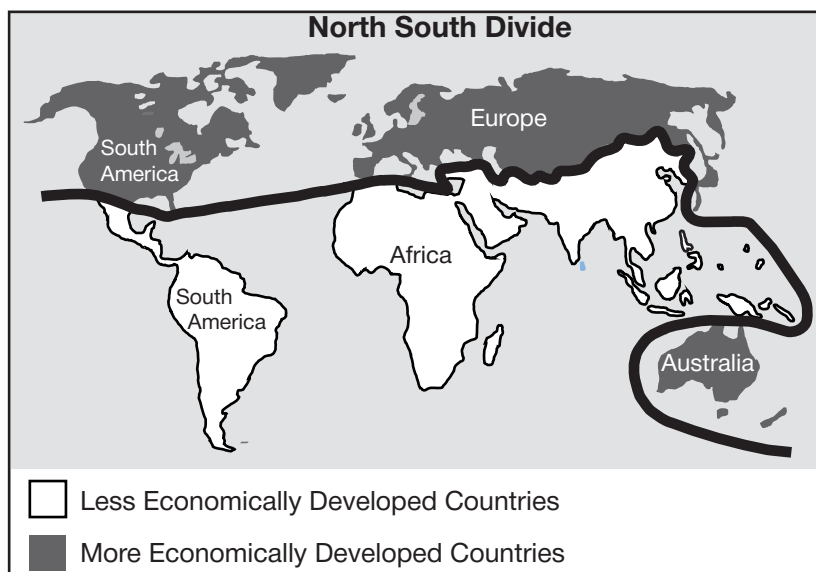 North South Divide
South
America
Europe
Africa
South
America
Australia
Less Economically Developed Countries
More Economically Developed Countries